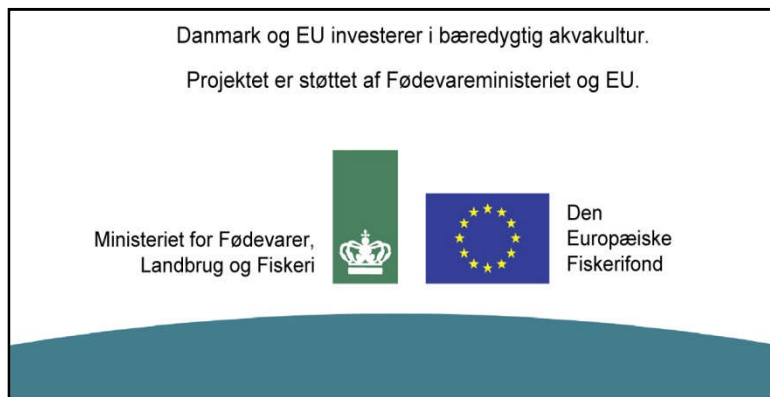 Danmark og EU investerer i bæredygtig akvakultur.
Projektet er støttet af Fødevareministeriet og EU.
Ministeriet for Fødevarer,
Landbrug og Fiskeri
Den
Europæiske
Fiskerifond